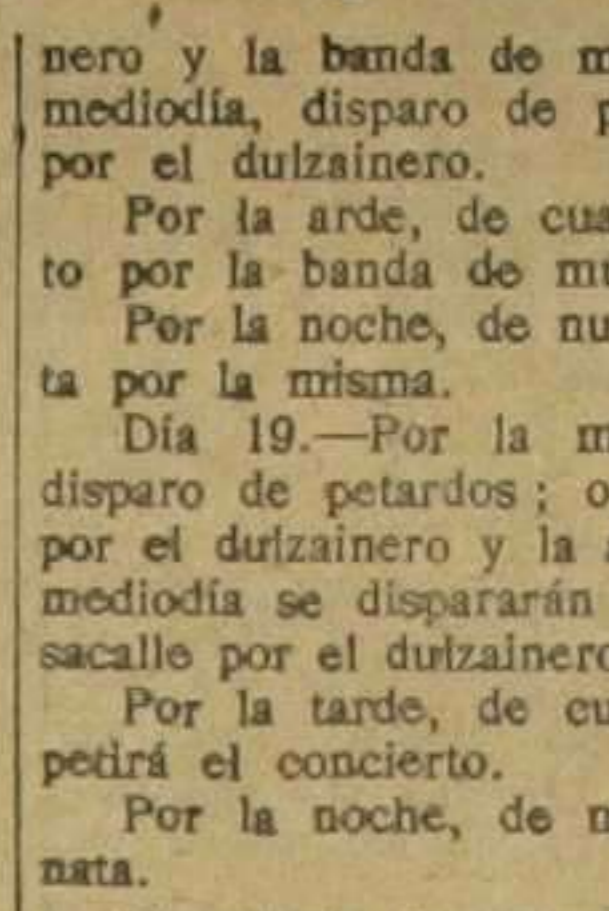 nero y la banda de m
mediodía, disparo de p
por el dulzainero.
Por la arde, de cua
to por la banda de mu
Por la noche, de nu
ta por la misma.
Día 19.—Por la m
disparo de petardos; o
por el dulzainero y la a
mediodía se dispararán
sacalle por el dulzainero
Por la tarde, de cu
petirá el concierto.
Por la noche, de n
nata.